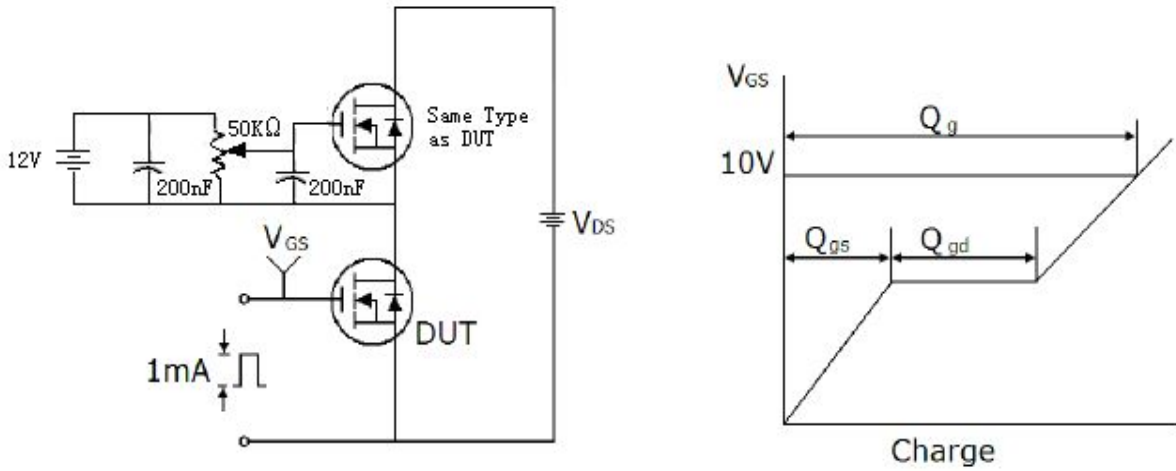 50KΩ
12V
200nF
200nF
Same Type
as DUT
VGS
VDS
DUT
1mA
VGS
Qg
10V
Qgs
Qgd
Charge